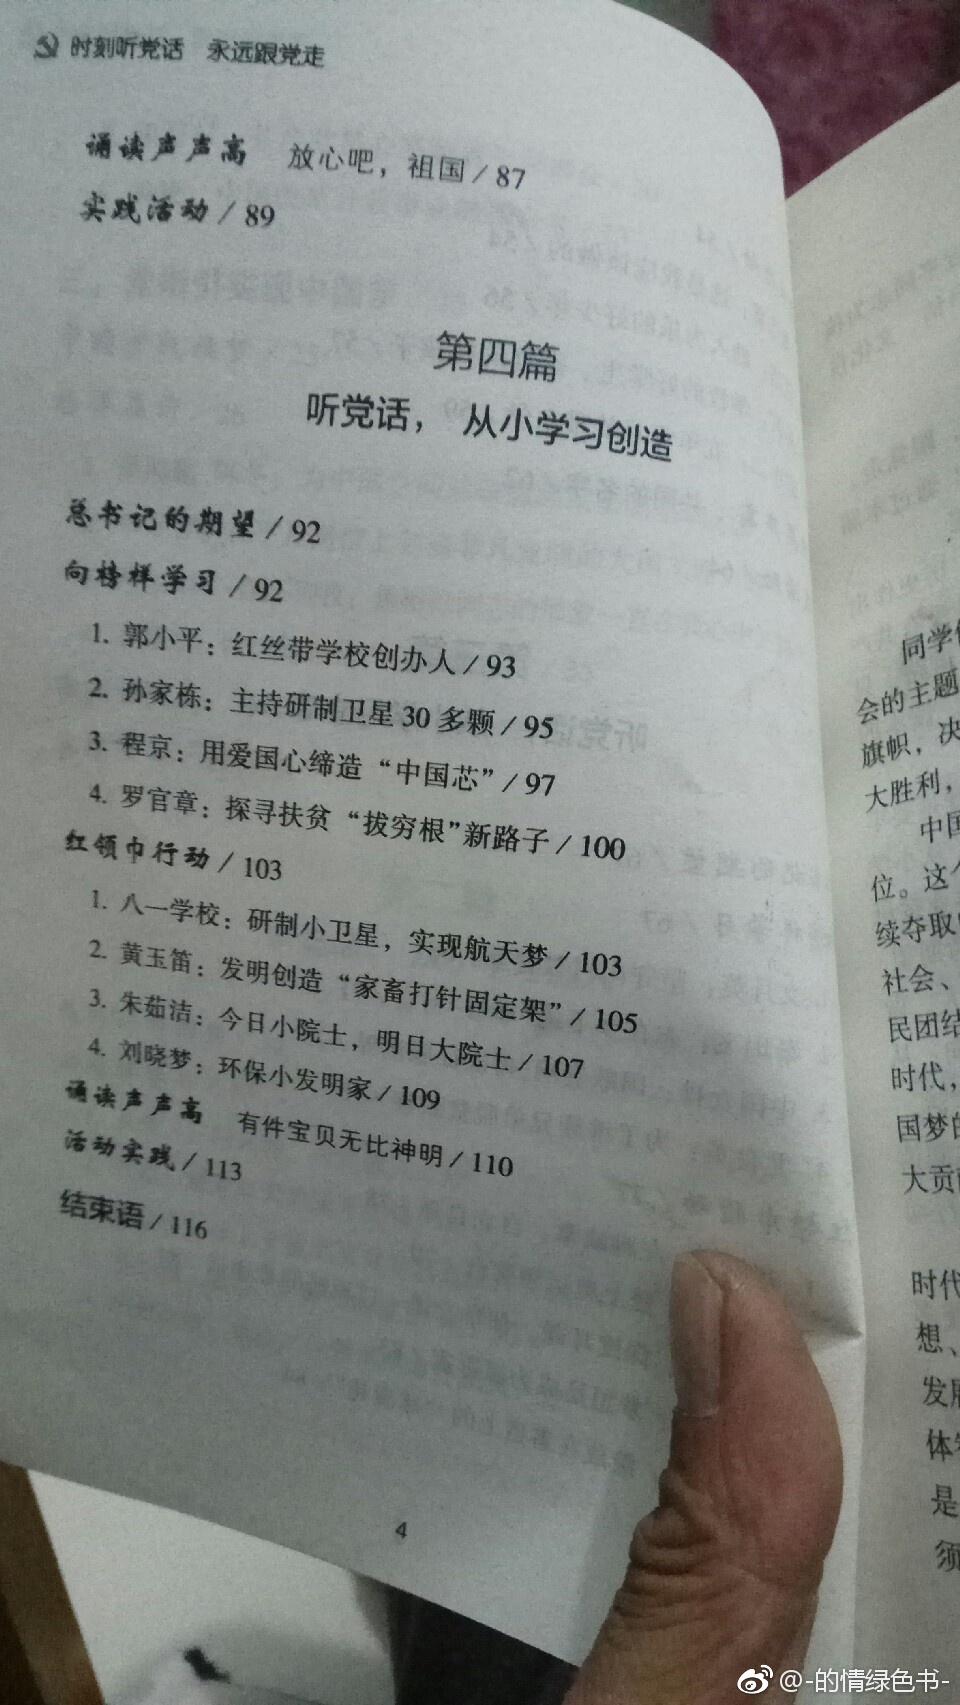 时刻听党话 永远跟党走
诵读声声高 放心吧，祖国 / 87
实践活动 / 89
第四篇
听党话，从小学习创造
总书记的期望 / 92
向榜样学习 / 92
1. 郭小平：红丝带学校创办人 / 93
2. 孙家栋：主持研制卫星 30 多颗 / 95
3. 程京：用爱国心缔造“中国芯” / 97
4. 罗官章：探寻扶贫“拔穷根”新路子 / 100
红领巾行动 / 103
1. 八一学校：研制小卫星，实现航天梦 / 103
2. 黄玉笛：发明创造“家畜打针固定架” / 105
3. 朱茹洁：今日小院士，明日大院士 / 107
4. 刘晓梦：环保小发明家 / 109
诵读声声高 有件宝贝无比神明 / 110
活动实践 / 113
结束语 / 116
4
同学
会的主题
旗帜，决
大胜利，
中国
位。这个
续夺取
社会、
民团结
时代，
国梦的
大贡献
时代
想、
发展
体
是
须
@-的情绿色书-